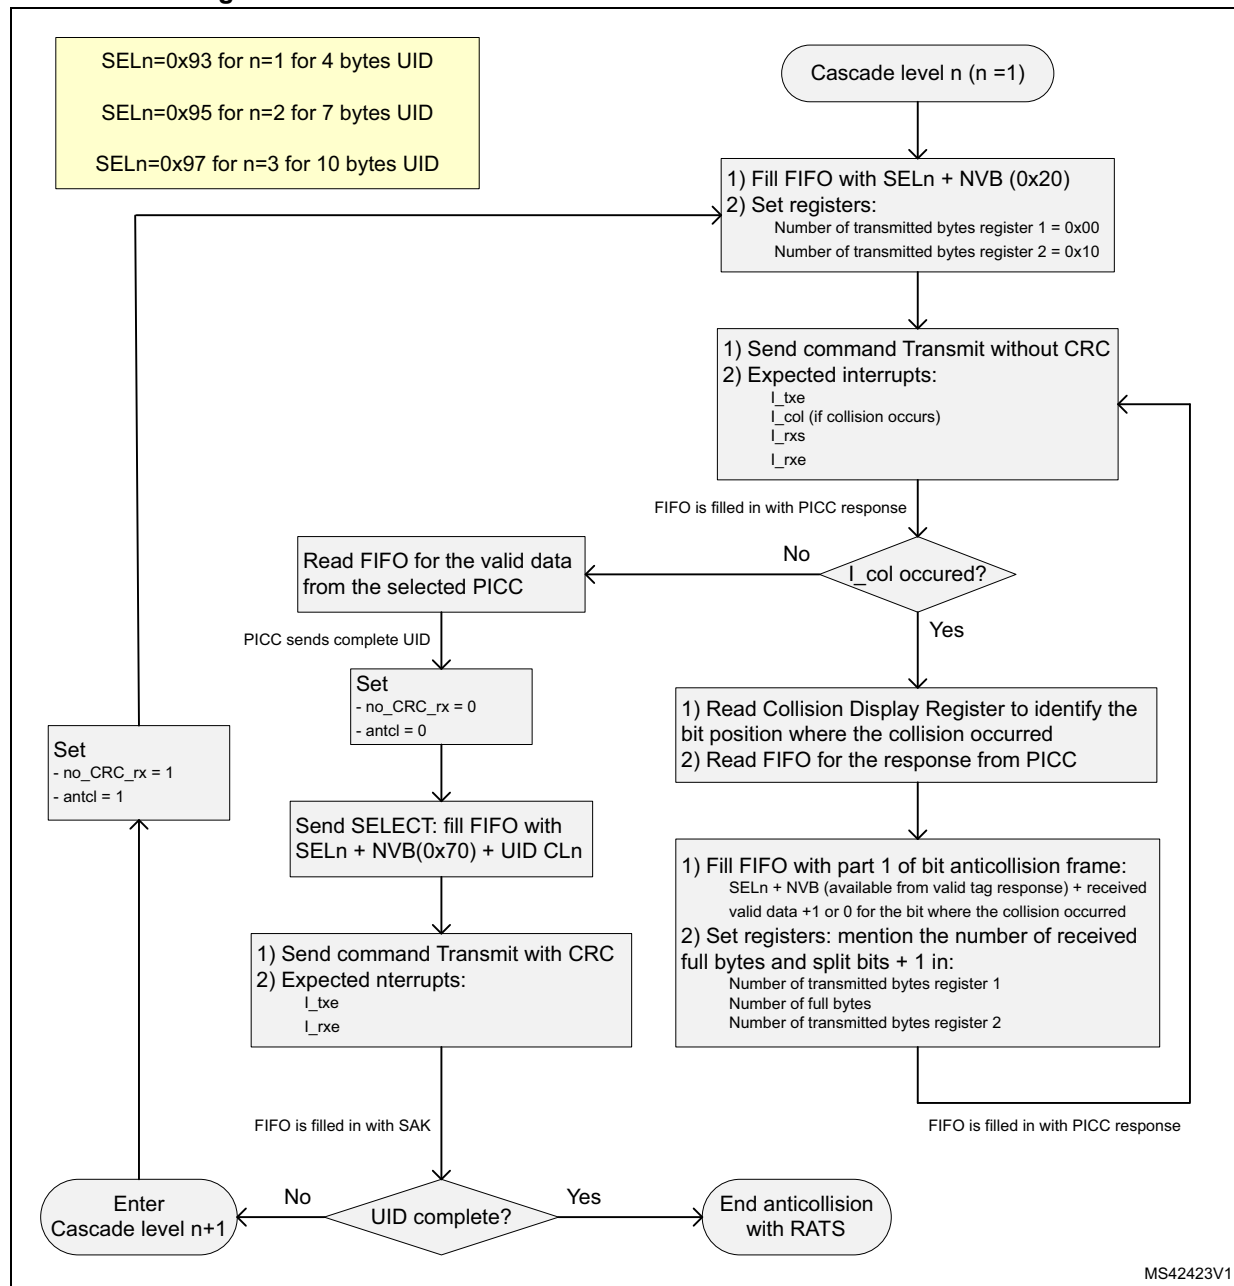 SELn=0x93 for n=1 for 4 bytes UID
SELn=0x95 for n=2 for 7 bytes UID
SELn=0x97 for n=3 for 10 bytes UID
Cascade level n (n =1)
1) Fill FIFO with SELn + NVB (0x20)
2) Set registers:
Number of transmitted bytes register 1 = 0x00
Number of transmitted bytes register 2 = 0x10
1) Send command Transmit without CRC
2) Expected interrupts:
I_txe
I_col (if collision occurs)
I_rxs
I_rxe
FIFO is filled in with PICC response
I_col occured?
No
Yes
Read FIFO for the valid data
from the selected PICC
PICC sends complete UID
Set
- no_CRC_rx = 0
- antcl = 0
Set
- no_CRC_rx = 1
- antcl = 1
1) Read Collision Display Register to identify the
bit position where the collision occurred
2) Read FIFO for the response from PICC
Send SELECT: fill FIFO with
SELn + NVB(0x70) + UID CLn
1) Fill FIFO with part 1 of bit anticollision frame:
SELn + NVB (available from valid tag response) + received
valid data +1 or 0 for the bit where the collision occurred
2) Set registers: mention the number of received
full bytes and split bits + 1 in:
Number of transmitted bytes register 1
Number of full bytes
Number of transmitted bytes register 2
1) Send command Transmit with CRC
2) Expected nterrupts:
I_txe
I_rxe
FIFO is filled in with SAK
FIFO is filled in with PICC response
Enter
Cascade level n+1
No
UID complete?
Yes
End anticollision
with RATS
MS42423V1